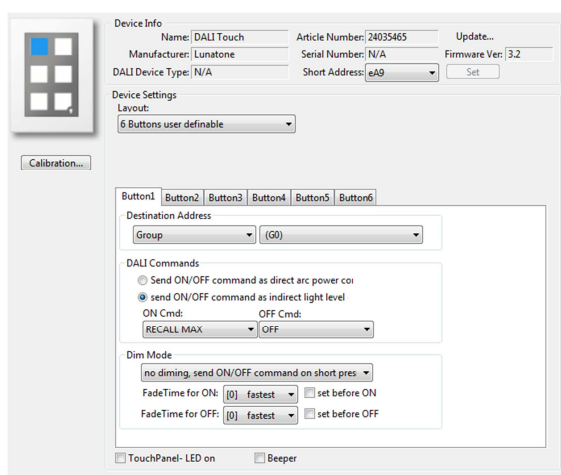 Device Info
Name: DALI Touch Article Number: 24035465 Update...
Manufacturer: Lunatone Serial Number: N/A Firmware Ver: 3.2
DALI Device Type: N/A Short Address: eA9 Set
Device Settings
Layout:
6 Buttons user definable
Calibration...
Button1 Button2 Button3 Button4 Button5 Button6
Destination Address
Group (G0)
DALI Commands
Send ON/OFF command as direct arc power coi
send ON/OFF command as indirect light level
ON Cmd: OFF Cmd:
RECALL MAX OFF
Dim Mode
no diming, send ON/OFF command on short pres
FadeTime for ON: [0] fastest set before ON
FadeTime for OFF: [0] fastest set before OFF
TouchPanel- LED on Beeper